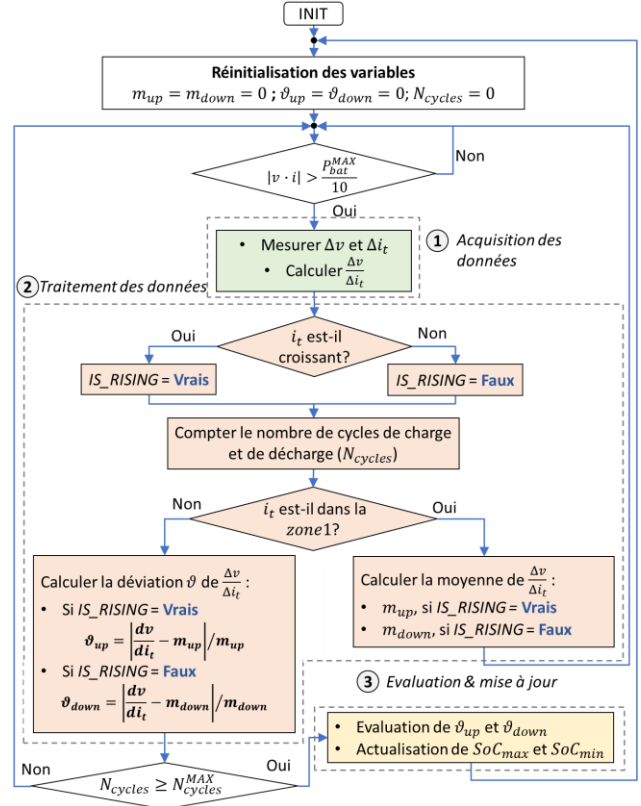 INIT
Réinitialisation des variables
m_up = m_down = 0 ; ϑ_up = ϑ_down = 0; N_cycles = 0
|v · i| > P_bat^MAX / 10
Non
Oui
① Acquisition des
données
• Mesurer Δv et Δi_t
• Calculer Δv/Δi_t
② Traitement des données
i_t est-il
croissant?
Oui
Non
IS_RISING = Vrais
IS_RISING = Faux
Compter le nombre de cycles de charge
et de décharge (N_cycles)
i_t est-il dans la
zone1?
Non
Oui
Calculer la déviation ϑ de Δv/Δi_t :
• Si IS_RISING = Vrais
ϑ_up = |dv/di_t − m_up| / m_up
• Si IS_RISING = Faux
ϑ_down = |dv/di_t − m_down| / m_down
Calculer la moyenne de Δv/Δi_t :
• m_up, si IS_RISING = Vrais
• m_down, si IS_RISING = Faux
③ Evaluation & mise à jour
• Evaluation de ϑ_up et ϑ_down
• Actualisation de SoC_max et SoC_min
N_cycles ≥ N_cycles^MAX
Non
Oui